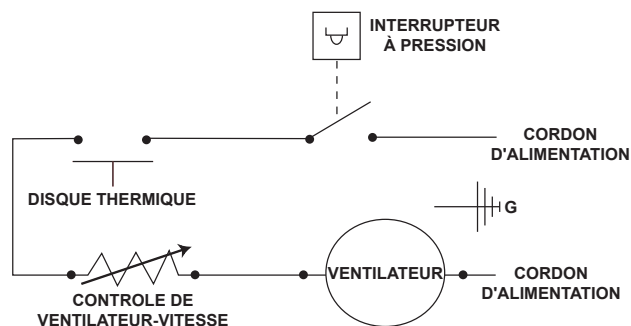 INTERRUPTEUR
À PRESSION
CORDON
D'ALIMENTATION
DISQUE THERMIQUE
G
VENTILATEUR
CORDON
D'ALIMENTATION
CONTROLE DE
VENTILATEUR-VITESSE